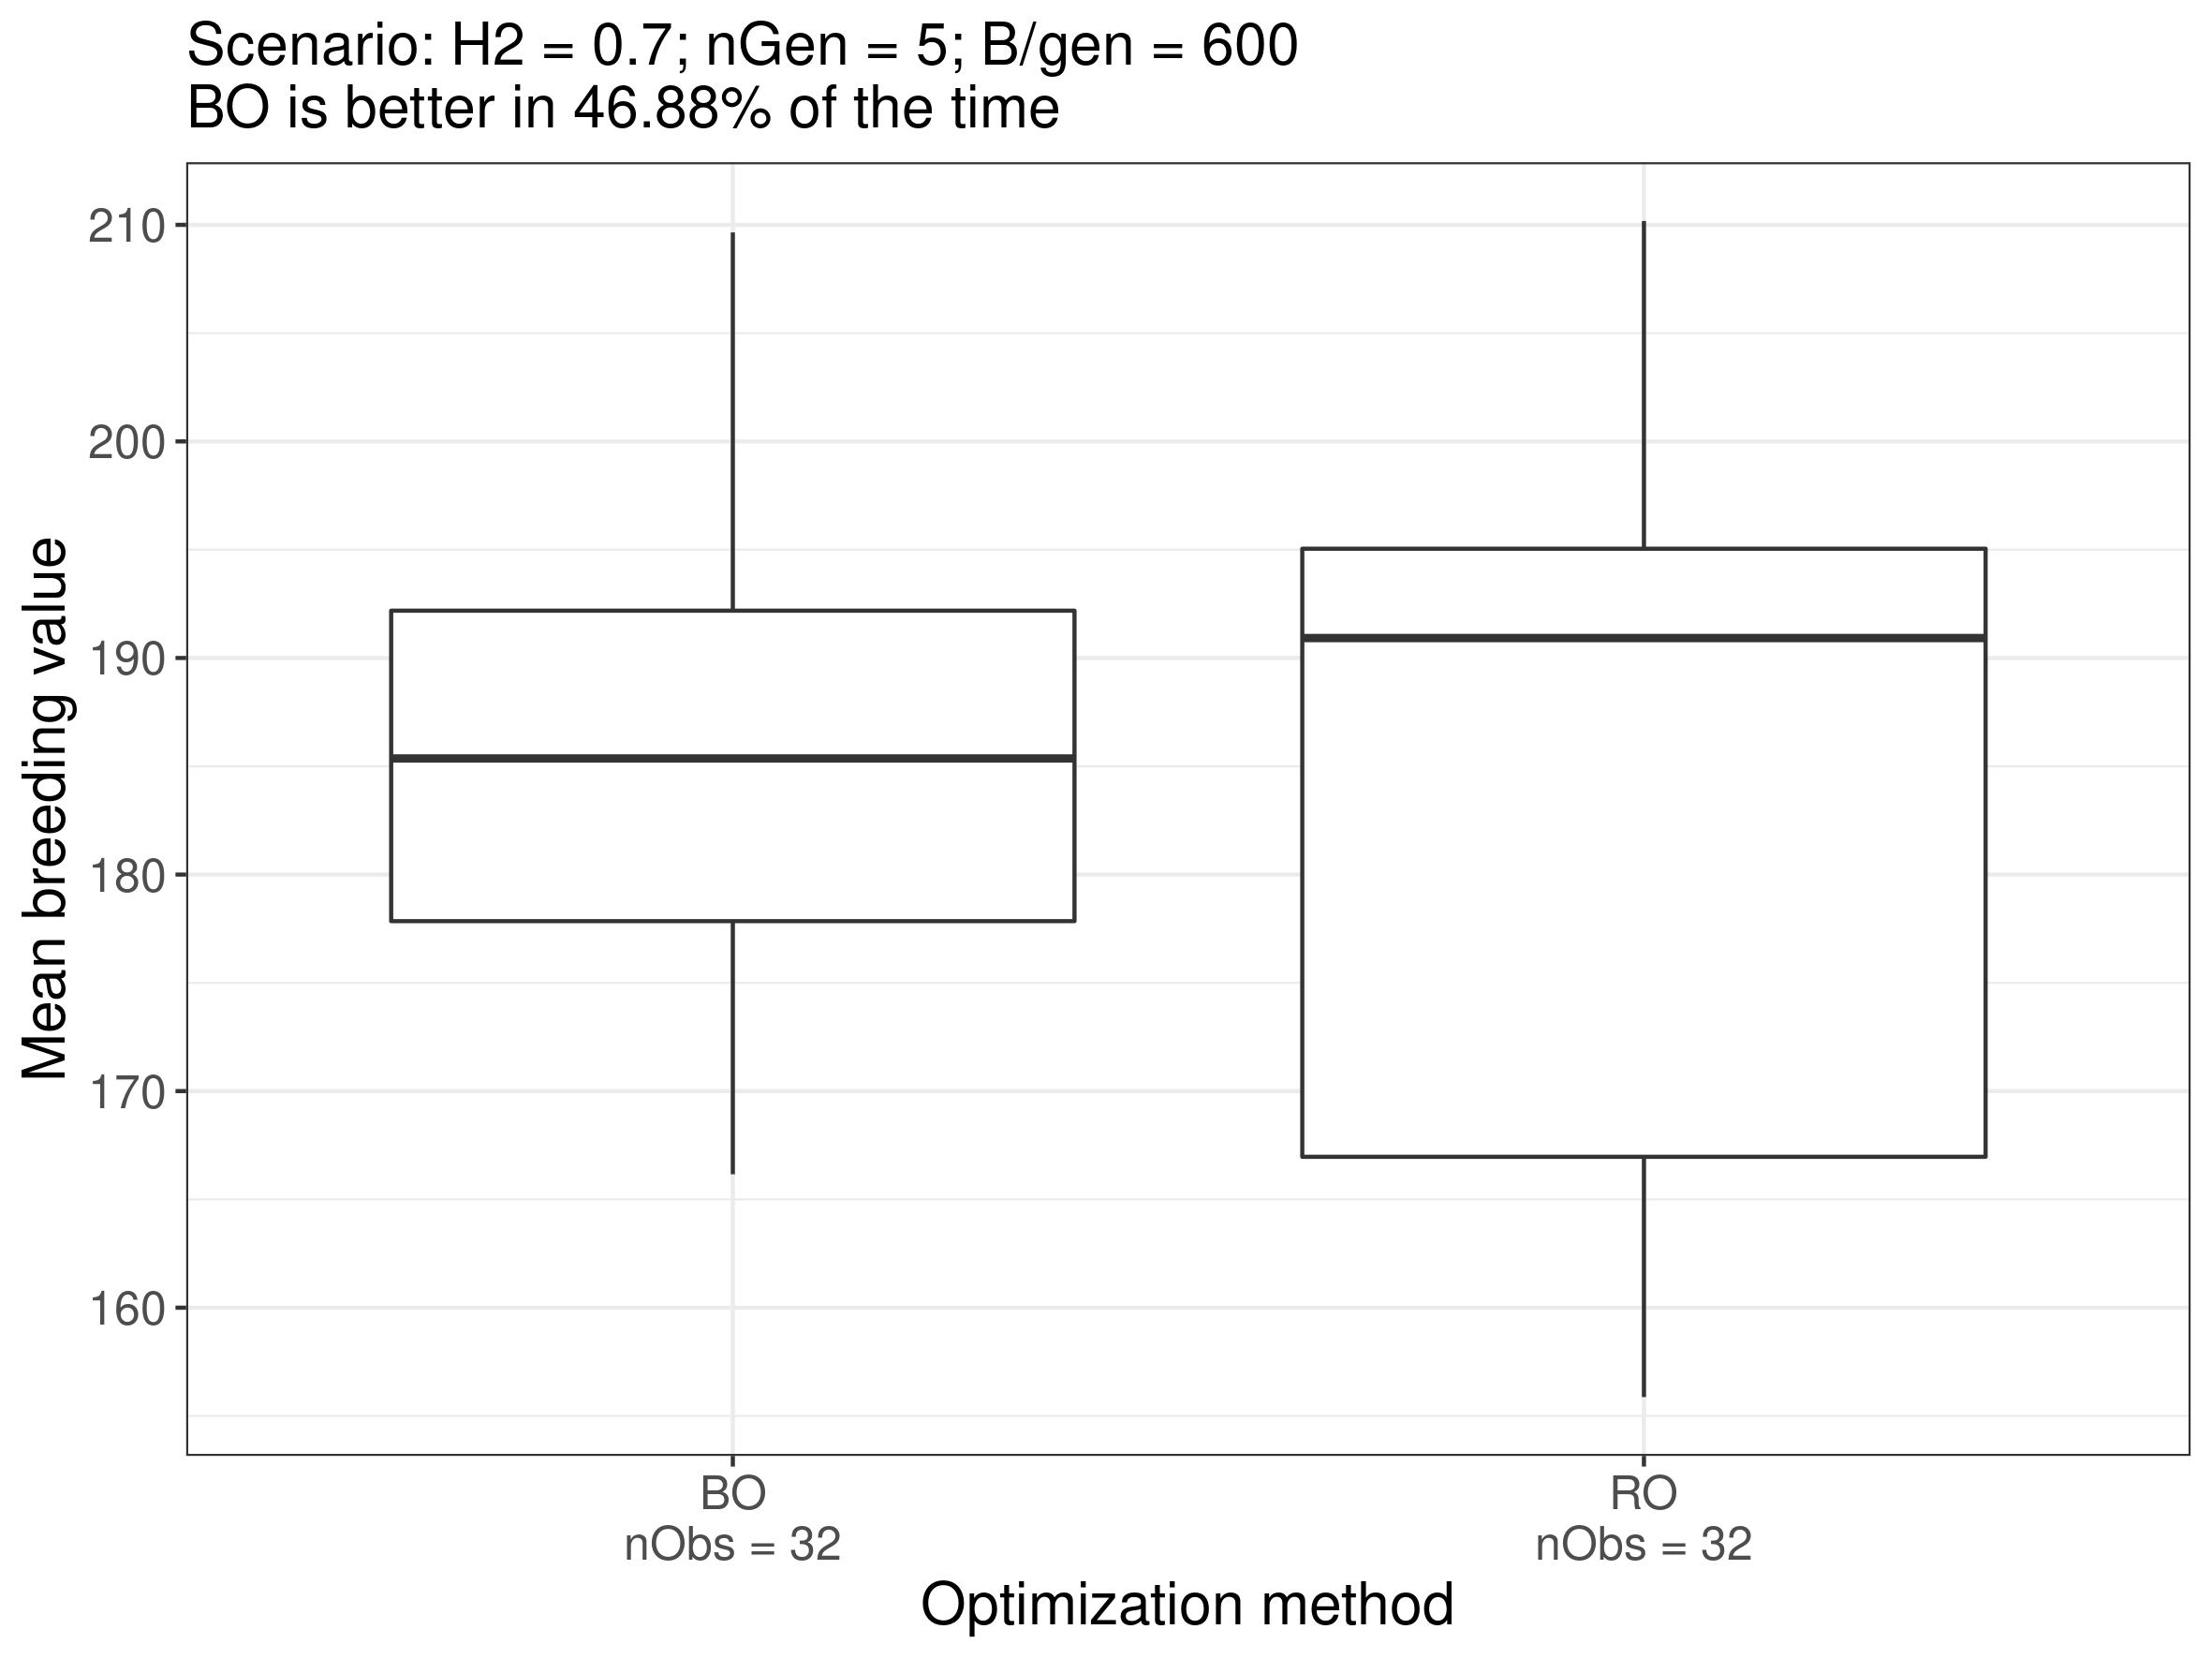 Scenario: H2 = 0.7; nGen = 5; B/gen = 600
BO is better in 46.88% of the time
Mean breeding value
210
200
190
180
170
160
BO
nObs = 32
RO
nObs = 32
Optimization method